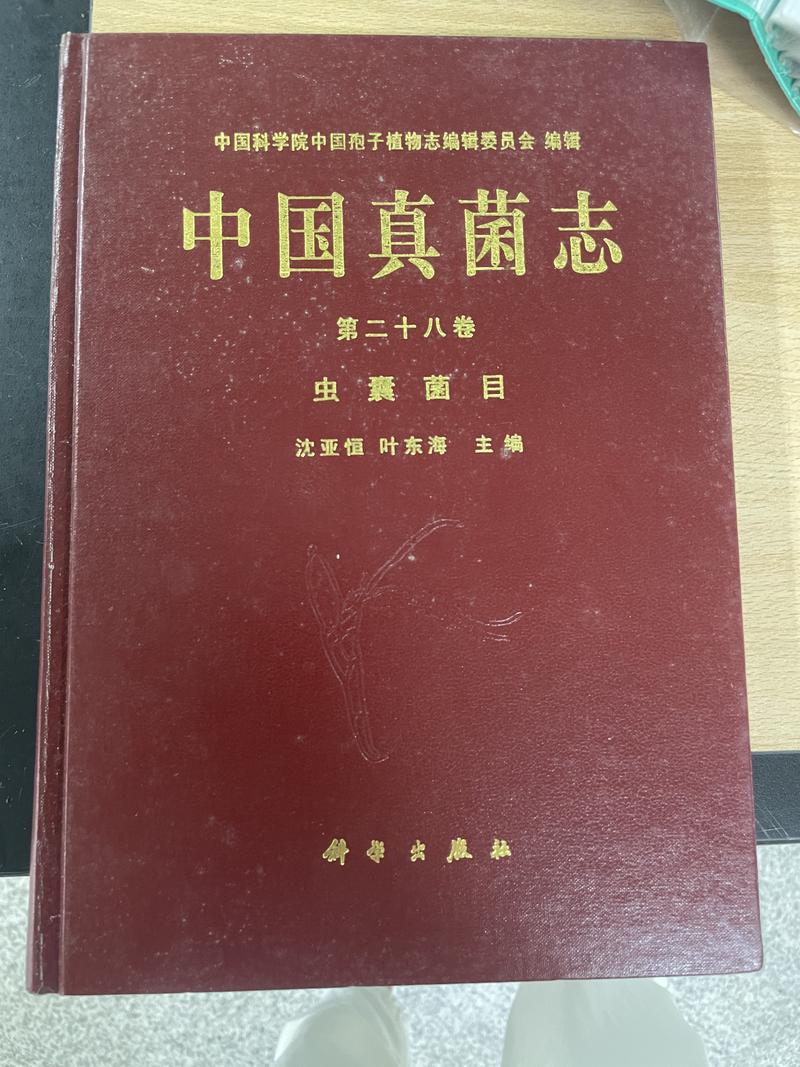 中国科学院中国孢子植物志编辑委员会 编辑
中国真菌志
第二十八卷
虫囊菌目
沈亚恒 叶东海 主编
科学出版社